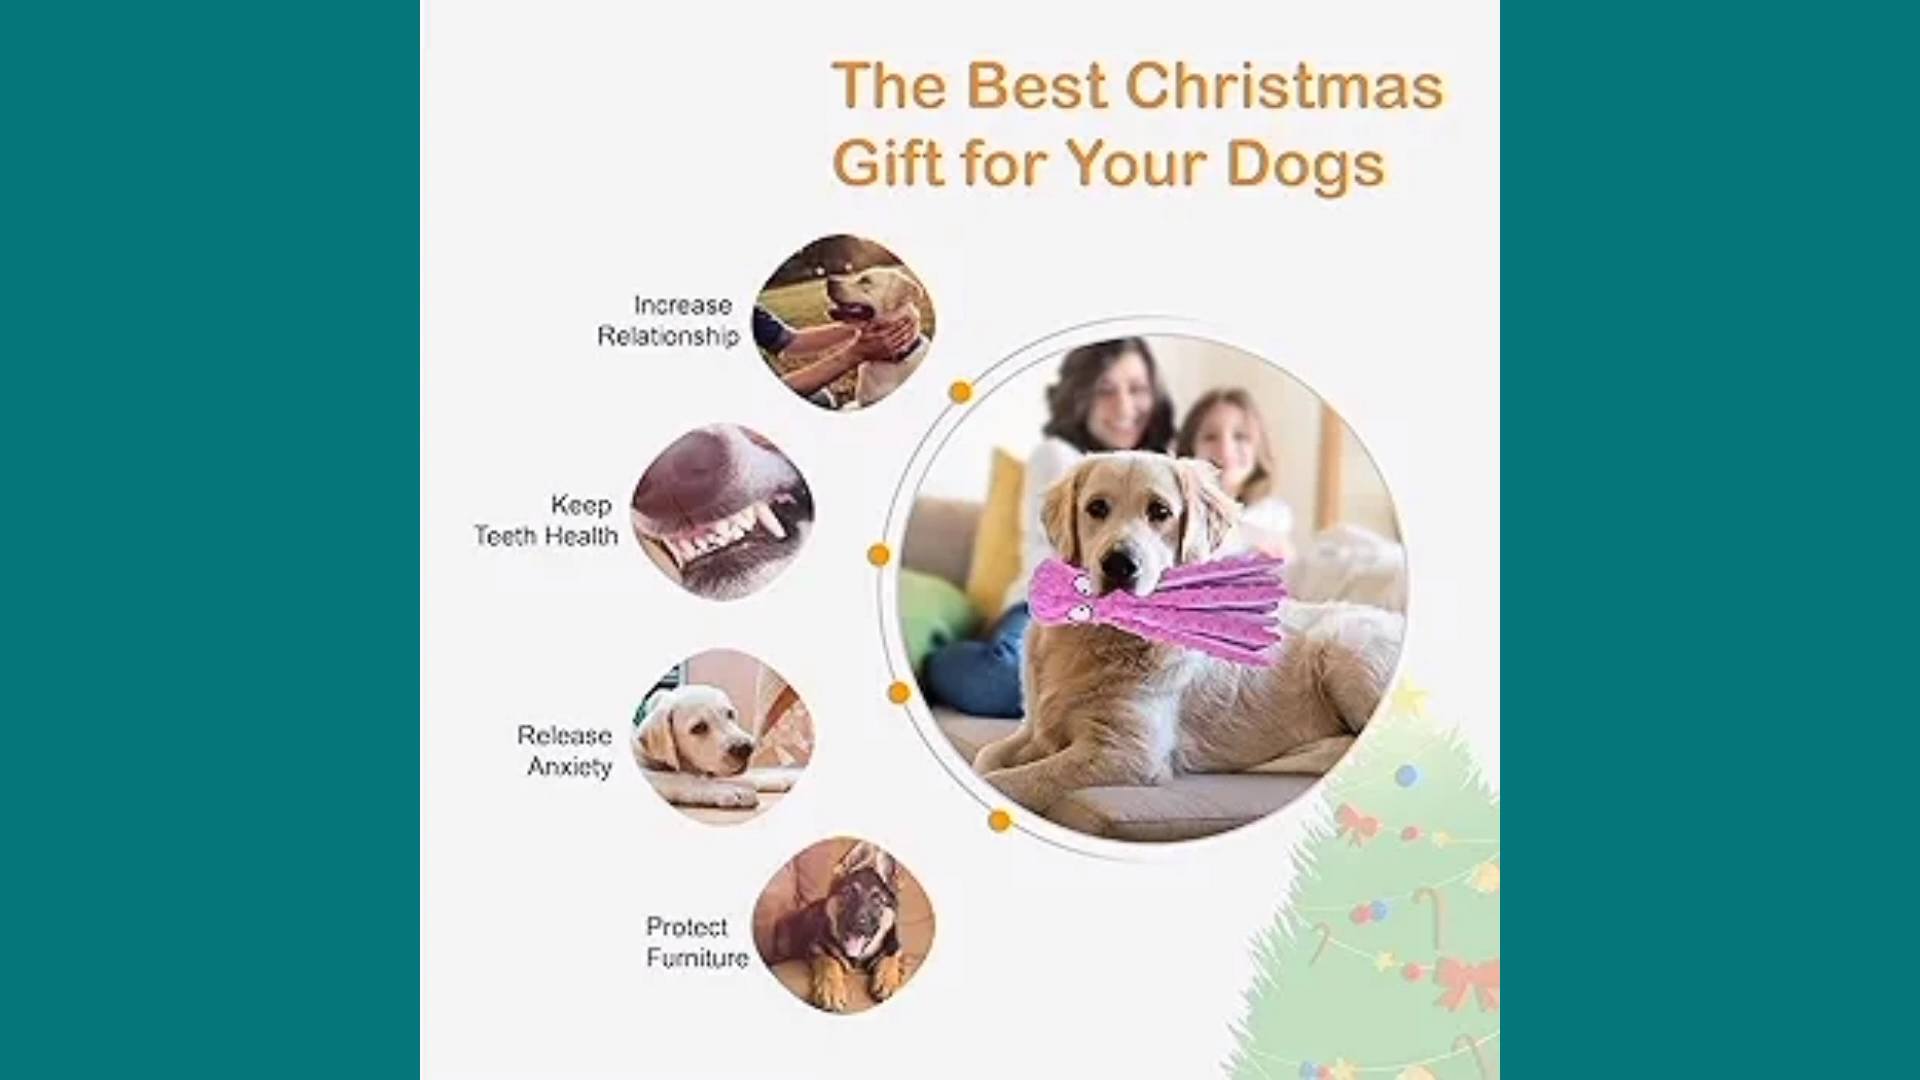 The Best Christmas
Gift for Your Dogs
Increase
Relationship
Keep
Teeth Health
Release
Anxiety
Protect
Furniture